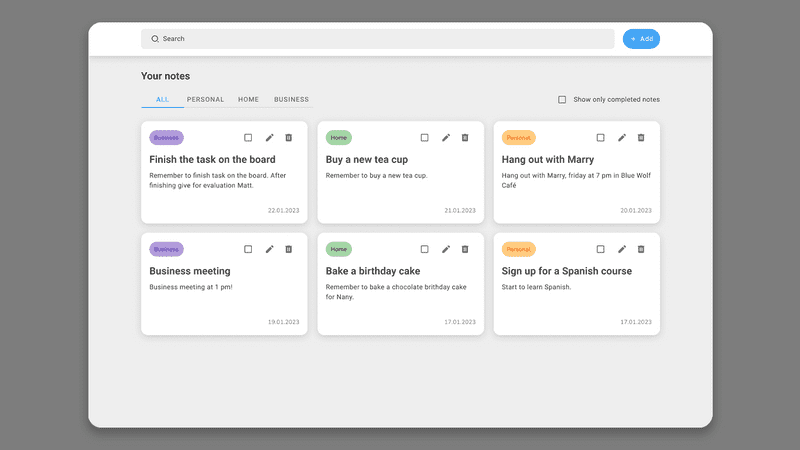 Search
+ Add
Your notes
ALL PERSONAL HOME BUSINESS
Show only completed notes
Business
Finish the task on the board
Remember to finish task on the board. After
finishing give for evaluation Matt.
22.01.2023
Home
Buy a new tea cup
Remember to buy a new tea cup.
21.01.2023
Personal
Hang out with Marry
Hang out with Marry, friday at 7 pm in Blue Wolf
Café
20.01.2023
Business
Business meeting
Business meeting at 1 pm!
19.01.2023
Home
Bake a birthday cake
Remember to bake a chocolate brithday cake
for Nany.
17.01.2023
Personal
Sign up for a Spanish course
Start to learn Spanish.
17.01.2023